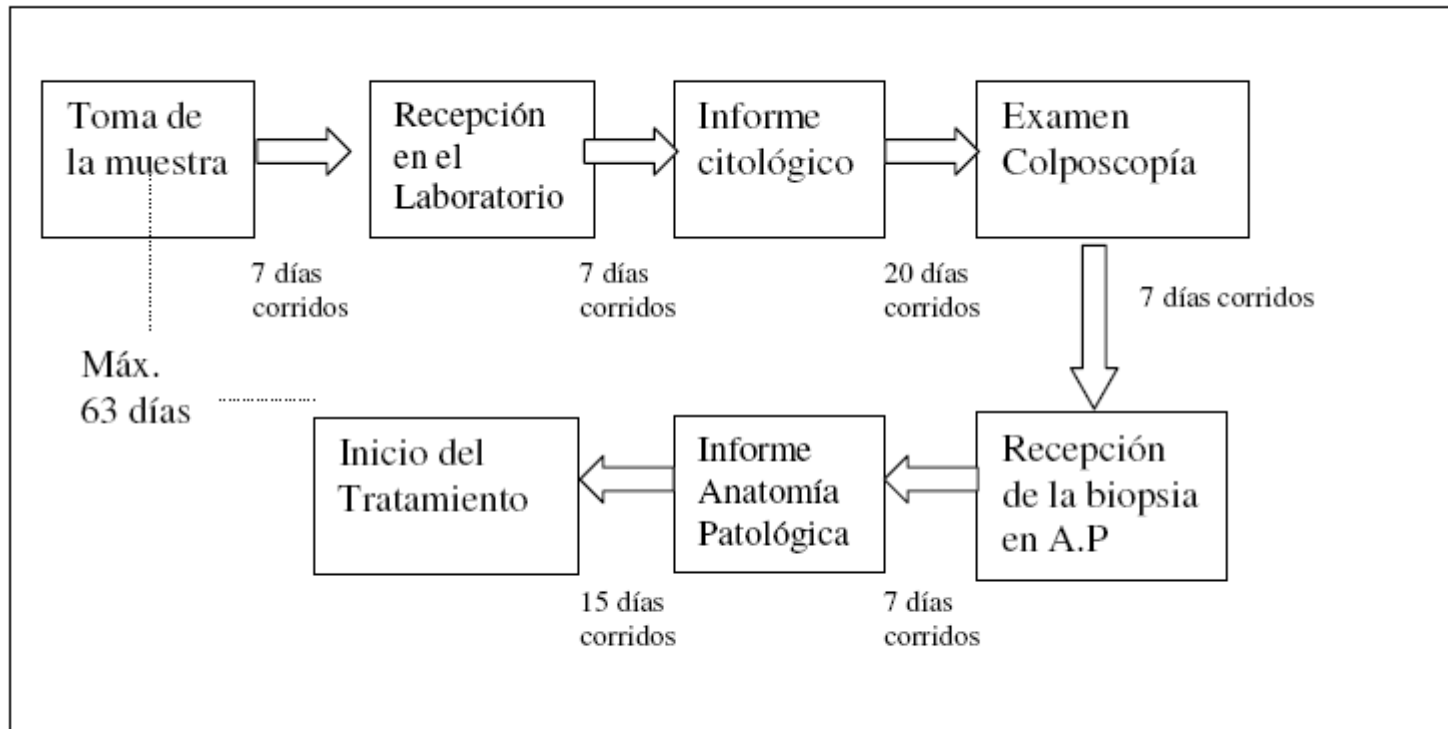 Toma de
la muestra
7 días
corridos
Recepción
en el
Laboratorio
7 días
corridos
Informe
citológico
20 días
corridos
Examen
Colposcopía
7 días corridos
Recepción
de la biopsia
en A.P
7 días
corridos
Informe
Anatomía
Patológica
15 días
corridos
Inicio del
Tratamiento
Máx.
63 días